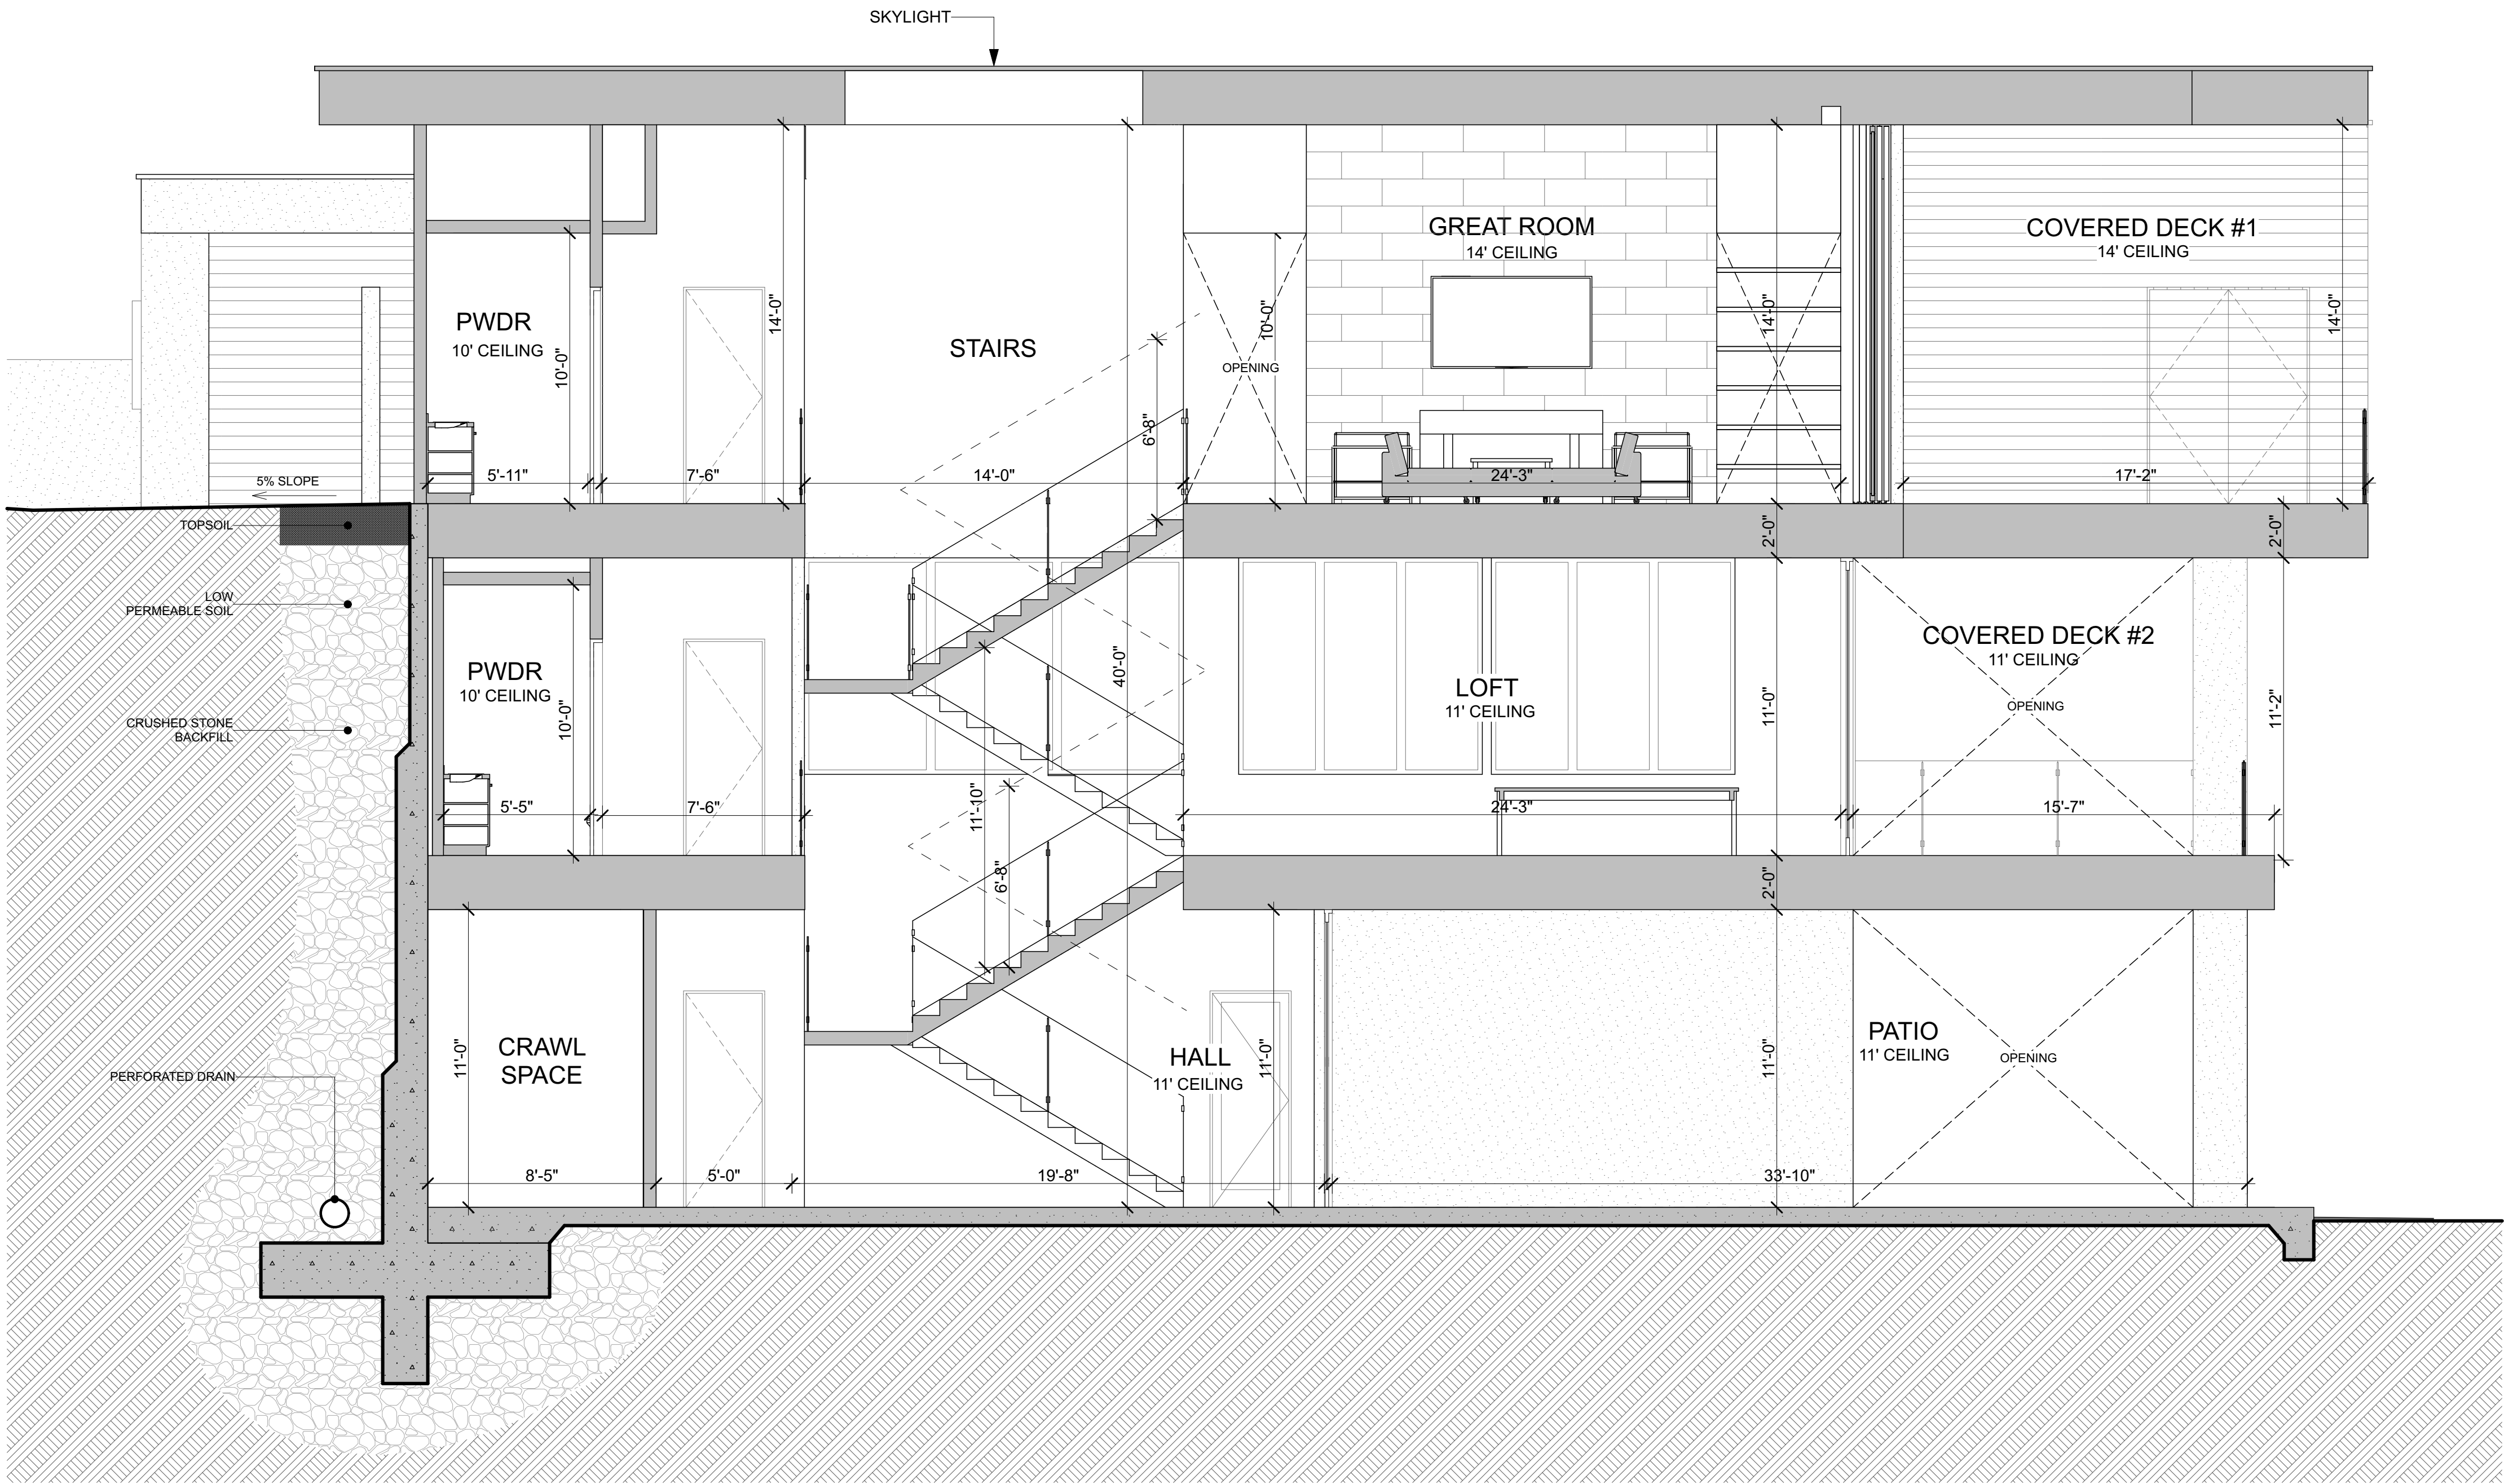 SKYLIGHT
GREAT ROOM
14' CEILING
COVERED DECK #1
14' CEILING
PWDR
10' CEILING
10'-0"
14'-0"
STAIRS
6'-8"
10'-0"
OPENING
14'-0"
14'-0"
5% SLOPE
5'-11"
7'-6"
14'-0"
24'-3"
17'-2"
TOPSOIL
2'-0"
2'-0"
LOW
PERMEABLE SOIL
PWDR
10' CEILING
10'-0"
40'-0"
LOFT
11' CEILING
11'-0"
COVERED DECK #2
11' CEILING
OPENING
11'-2"
CRUSHED STONE
BACKFILL
5'-5"
7'-6"
11'-10"
6'-8"
24'-3"
15'-7"
2'-0"
CRAWL
SPACE
11'-0"
HALL
11' CEILING
11'-0"
11'-0"
PATIO
11' CEILING
OPENING
PERFORATED DRAIN
8'-5"
5'-0"
19'-8"
33'-10"